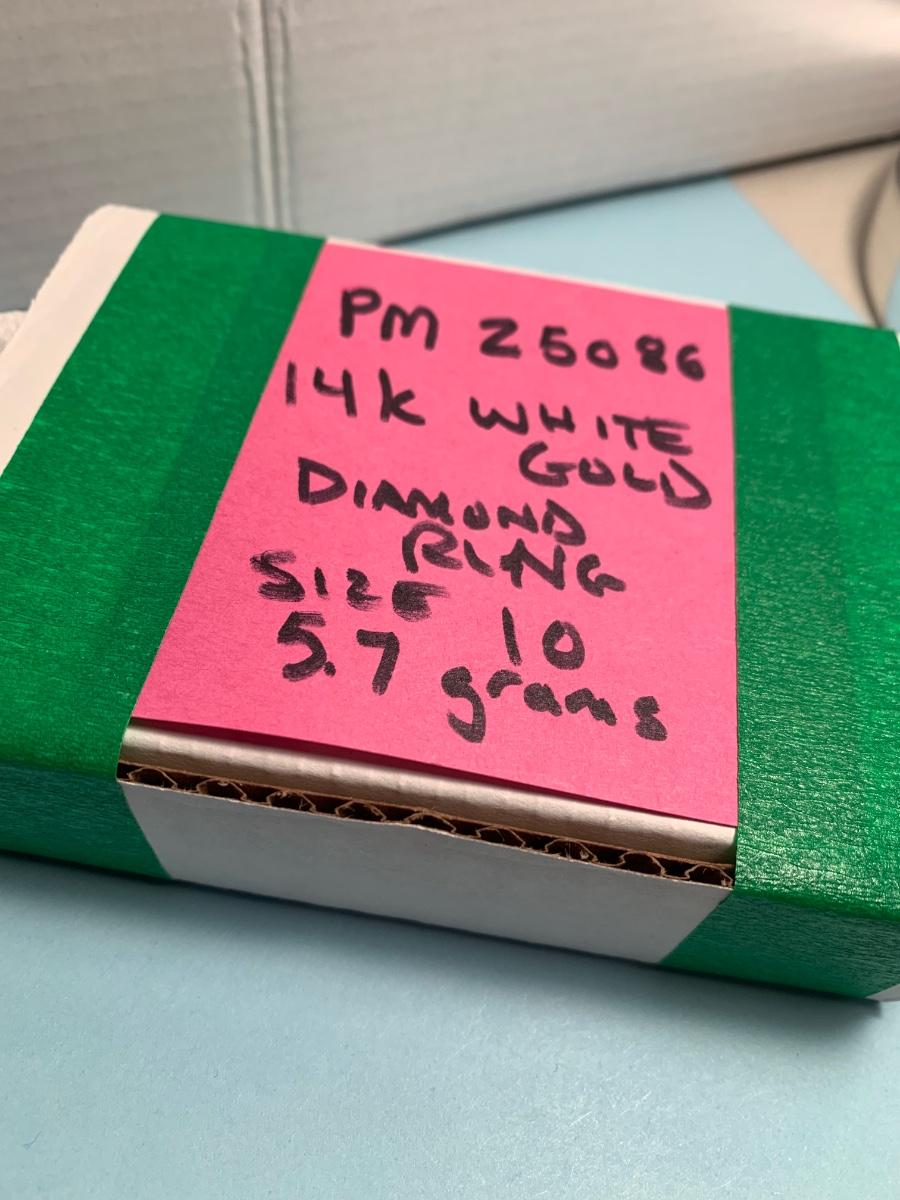 PM 25086
14K WHITE
GOLD
DIAMOND
RING
SIZE 10
5.7 grams